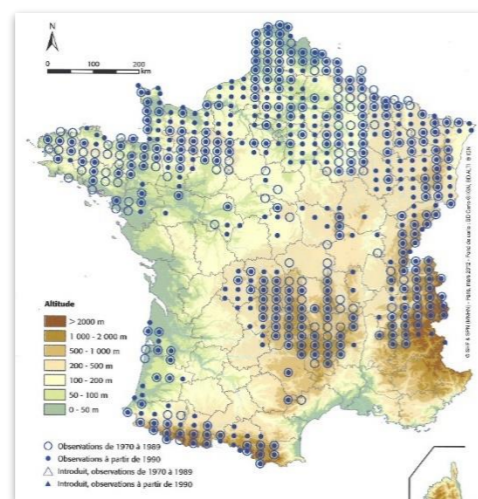 N
0 100 200
km
Altitude
> 2000 m
1 000 - 2 000 m
500 - 1 000 m
200 - 500 m
100 - 200 m
50 - 100 m
0 - 50 m
Observations de 1970 à 1989
Observations à partir de 1990
Introduit, observations de 1970 à 1989
Introduit, observations à partir de 1990